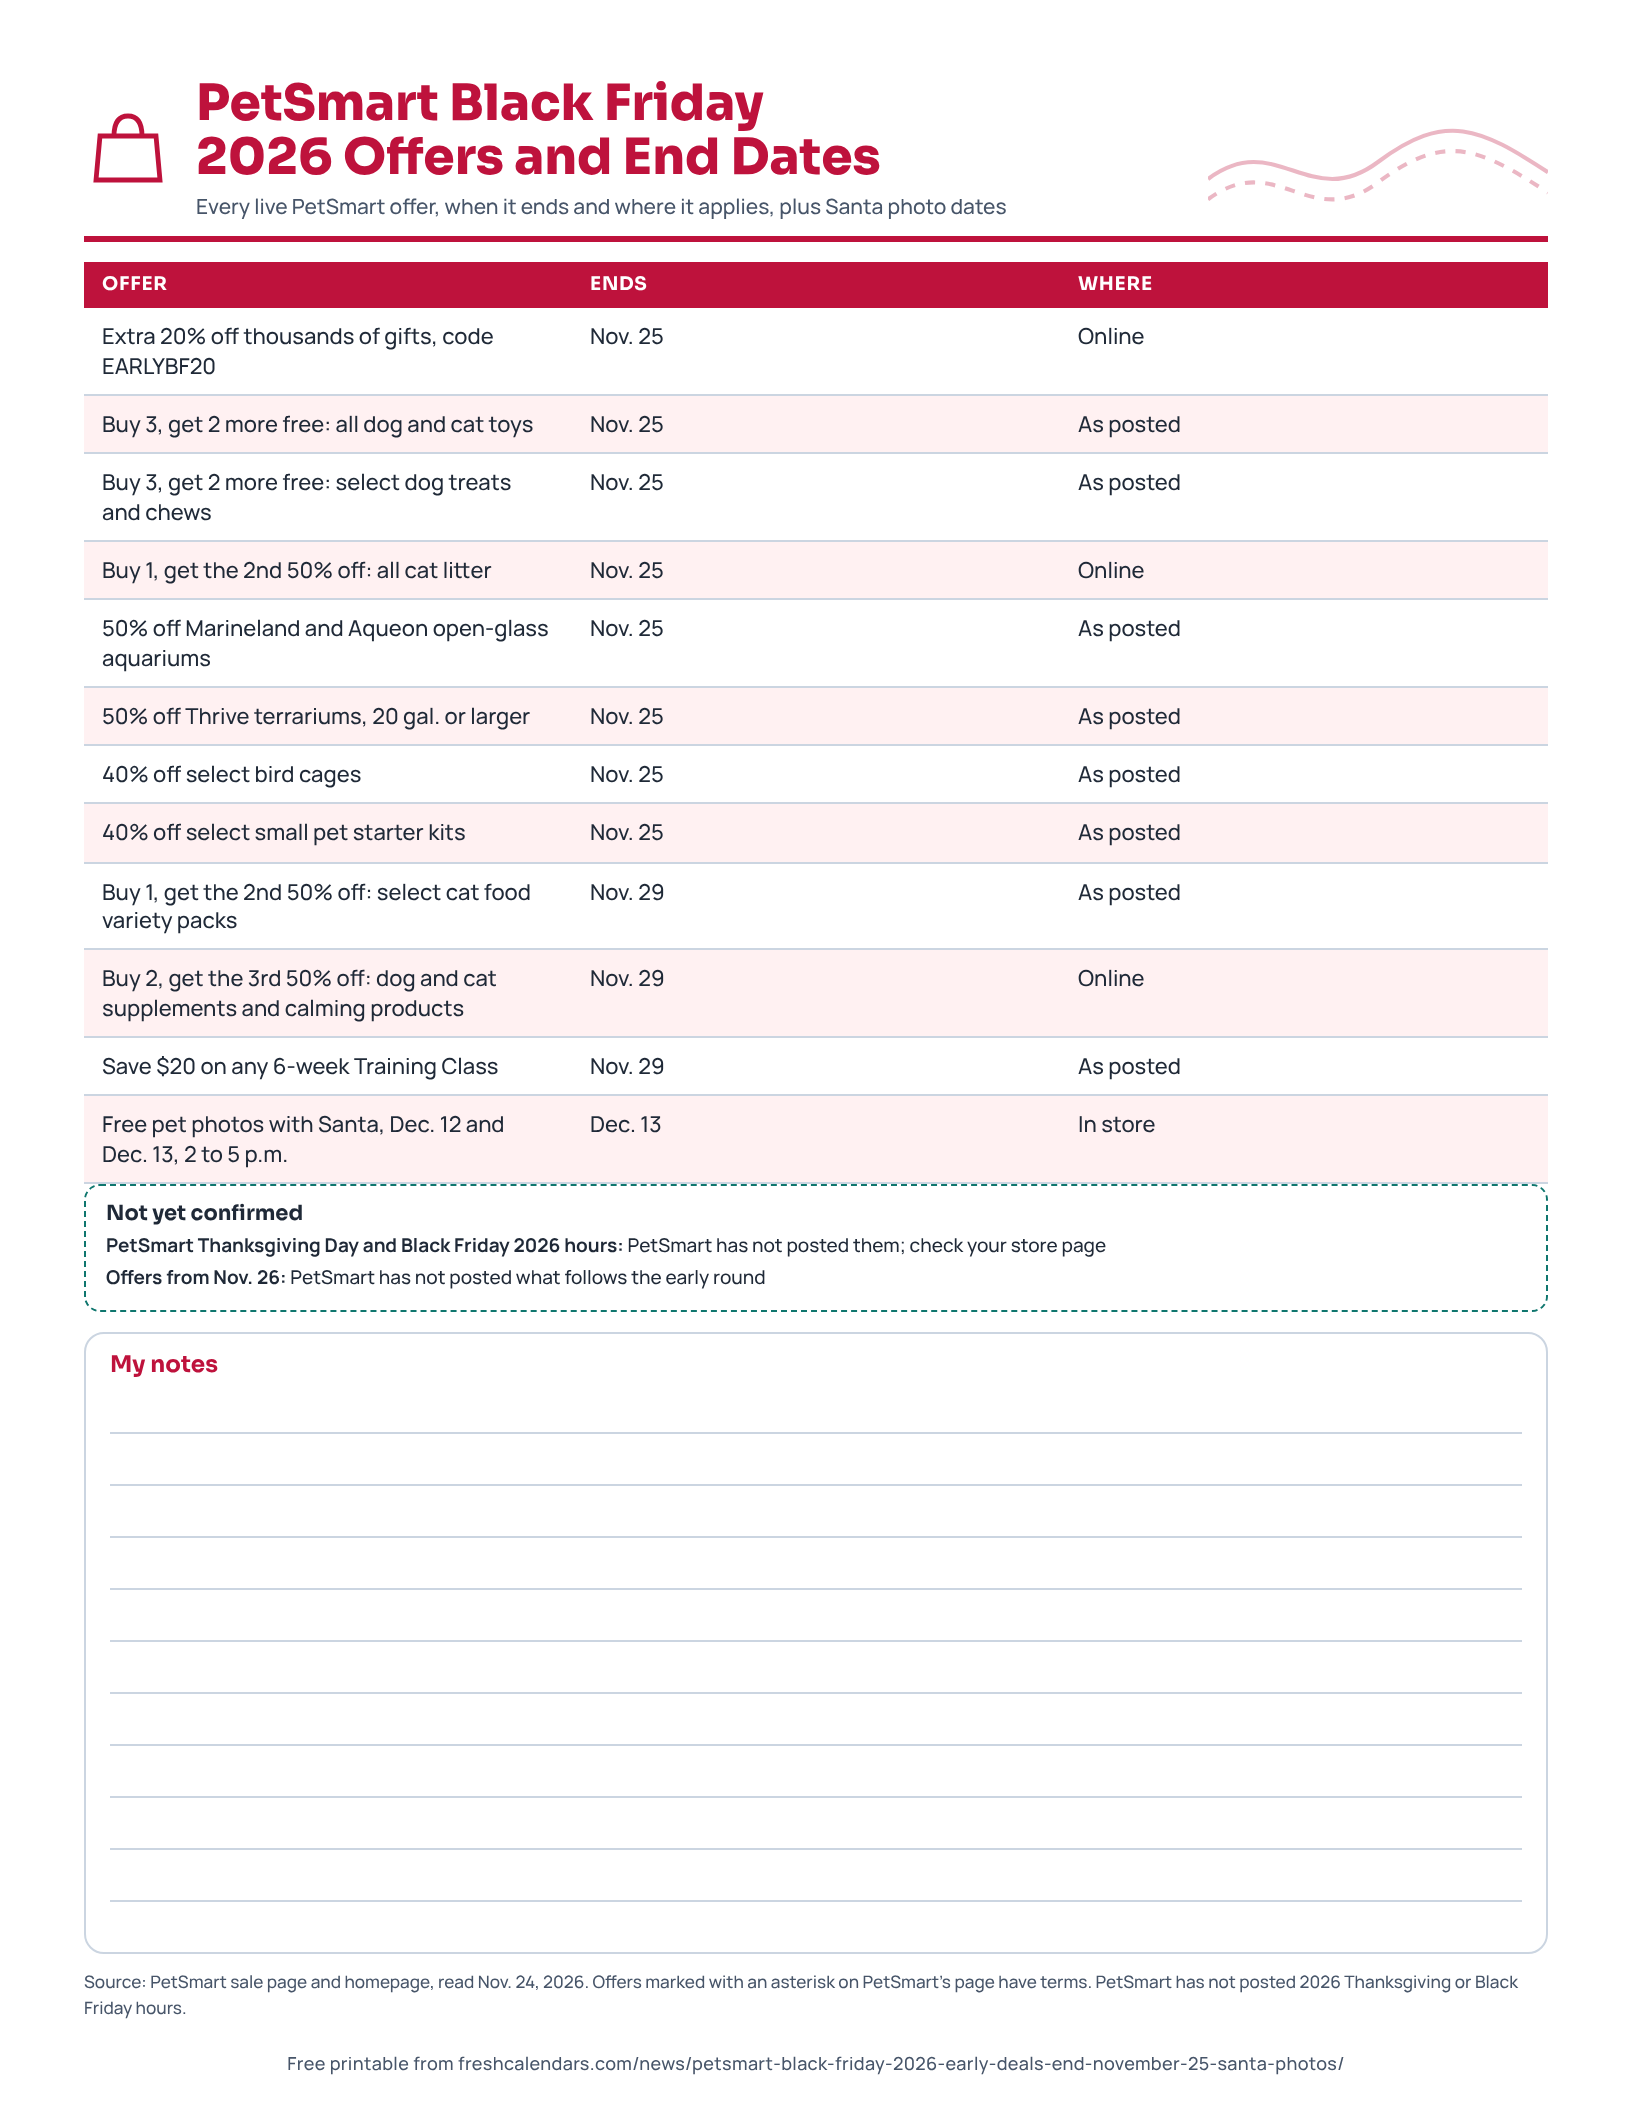 PetSmart Black Friday
2026 Offers and End Dates
Every live PetSmart offer, when it ends and where it applies, plus Santa photo dates
OFFER ENDS WHERE
Extra 20% off thousands of gifts, code Nov. 25 Online
EARLYBF20
Buy 3, get 2 more free: all dog and cat toys Nov. 25 As posted
Buy 3, get 2 more free: select dog treats Nov. 25 As posted
and chews
Buy 1, get the 2nd 50% off: all cat litter Nov. 25 Online
50% off Marineland and Aqueon open-glass Nov. 25 As posted
aquariums
50% off Thrive terrariums, 20 gal. or larger Nov. 25 As posted
40% off select bird cages Nov. 25 As posted
40% off select small pet starter kits Nov. 25 As posted
Buy 1, get the 2nd 50% off: select cat food Nov. 29 As posted
variety packs
Buy 2, get the 3rd 50% off: dog and cat Nov. 29 Online
supplements and calming products
Save $20 on any 6-week Training Class Nov. 29 As posted
Free pet photos with Santa, Dec. 12 and Dec. 13 In store
Dec. 13, 2 to 5 p.m.
Not yet confirmed
PetSmart Thanksgiving Day and Black Friday 2026 hours: PetSmart has not posted them; check your store page
Offers from Nov. 26: PetSmart has not posted what follows the early round
My notes
Source: PetSmart sale page and homepage, read Nov. 24, 2026. Offers marked with an asterisk on PetSmart's page have terms. PetSmart has not posted 2026 Thanksgiving or Black
Friday hours.
Free printable from freshcalendars.com/news/petsmart-black-friday-2026-early-deals-end-november-25-santa-photos/